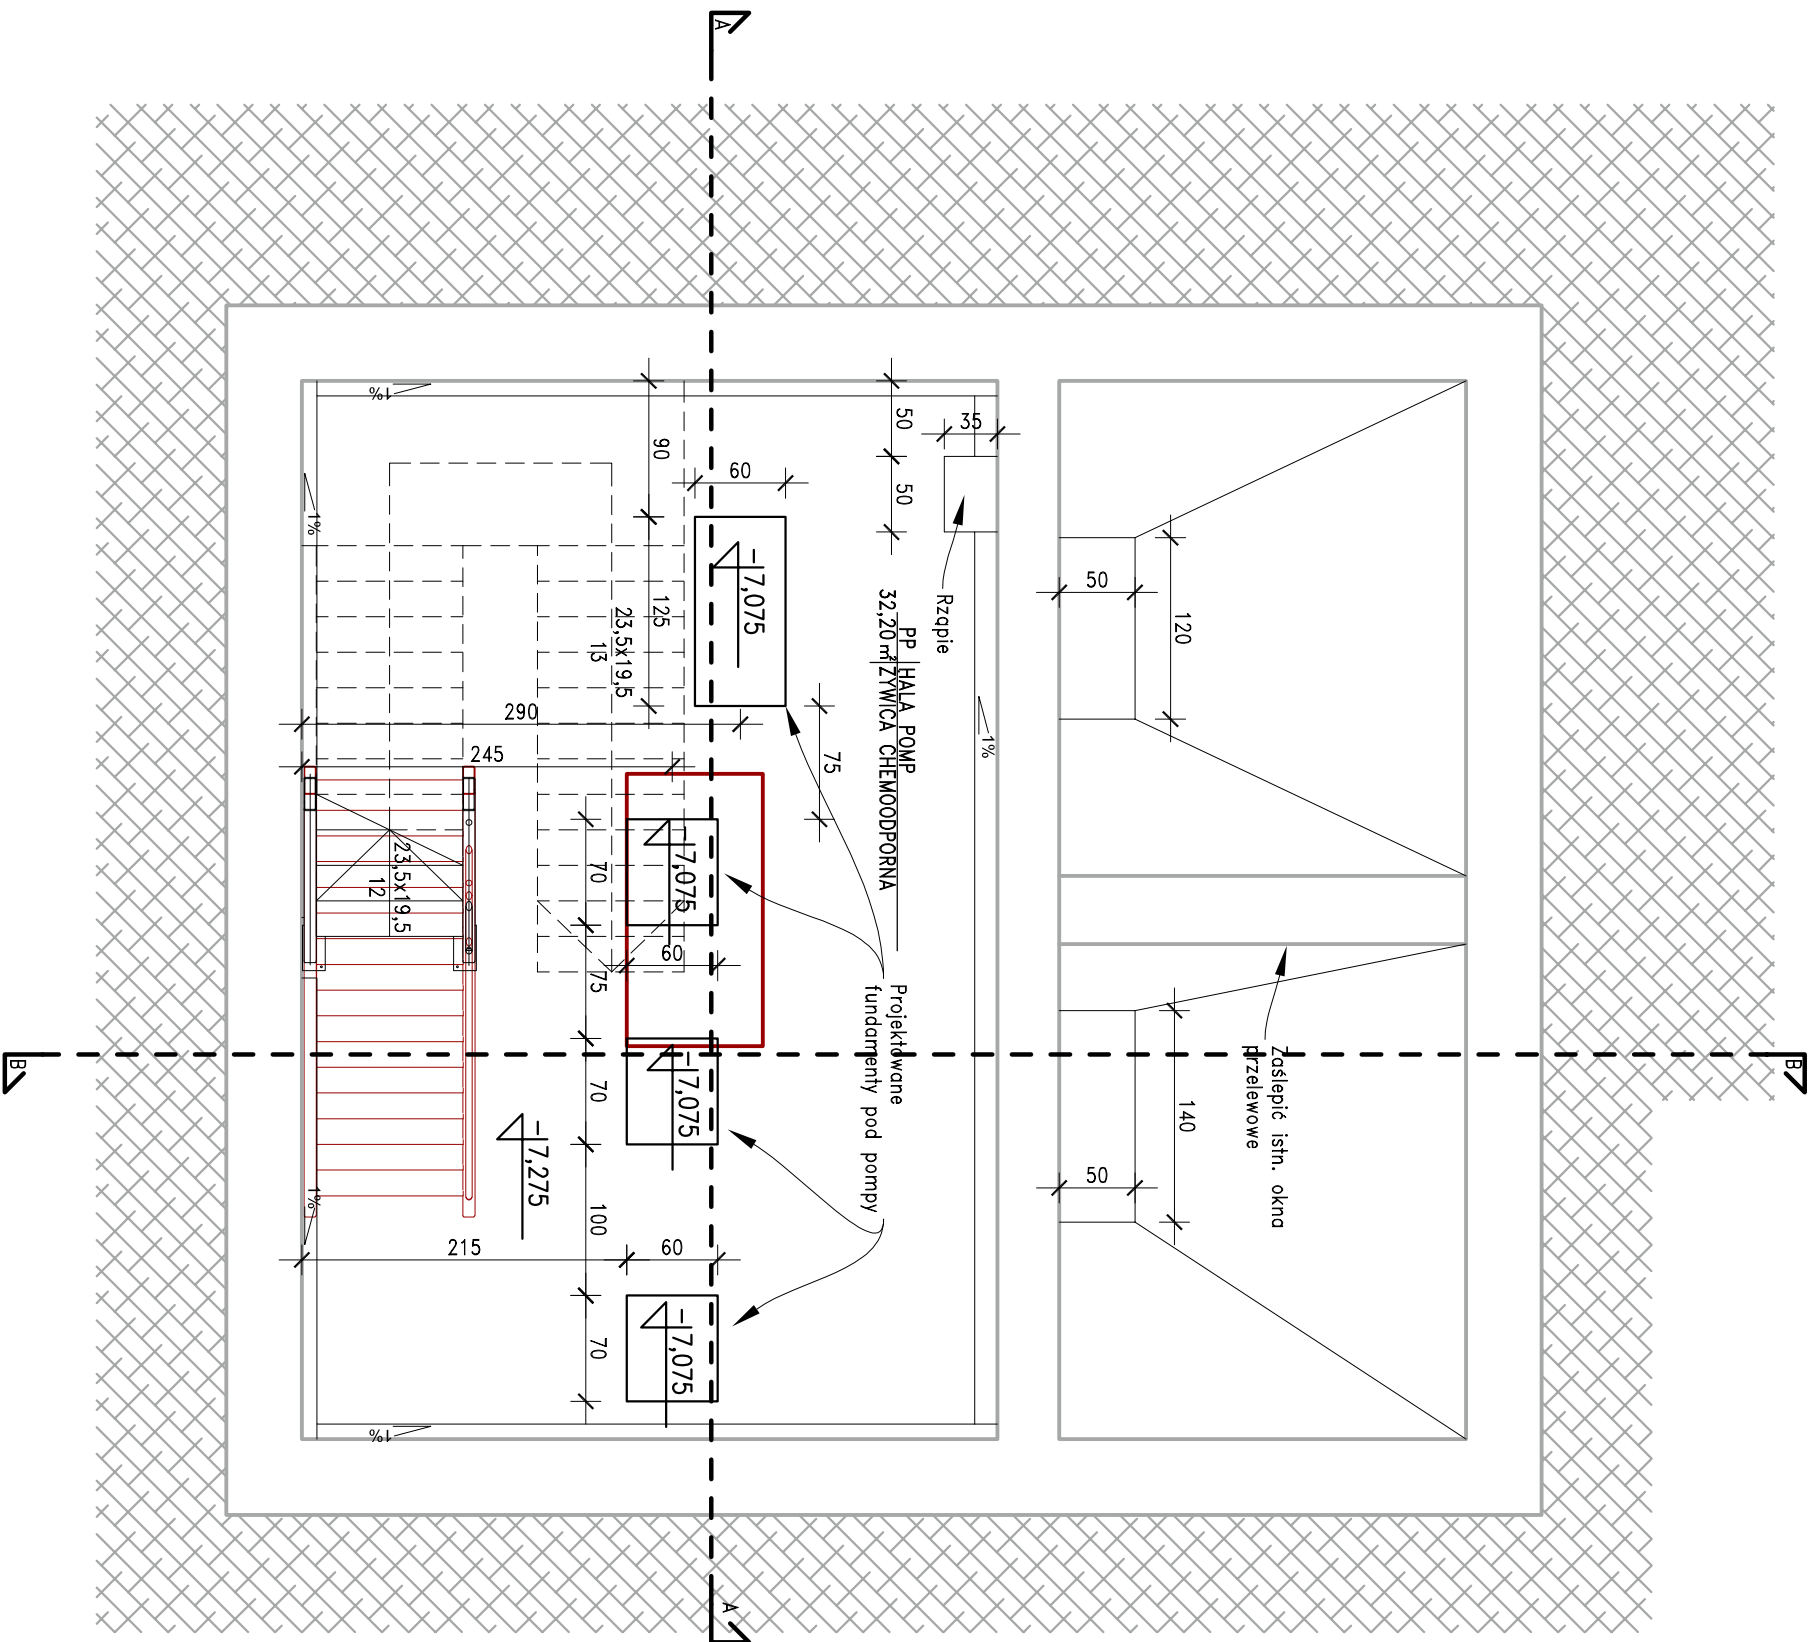 A
1%
50
35
90
60
50
1%
-7,075
50
120
Rząpie
125
23,5x19,5
13
PP
HALA POMP
32,20 m²
ŻYWICA CHEMOODPORNA
290
1%
245
75
-7,075
70
23,5x19,5
12
60
75
Projektowane
fundamenty pod pompy
B
B
Zaślepić istn. okna
przelewowe
-7,075
70
140
-7,275
50
1%
100
215
60
-7,075
70
1%
A